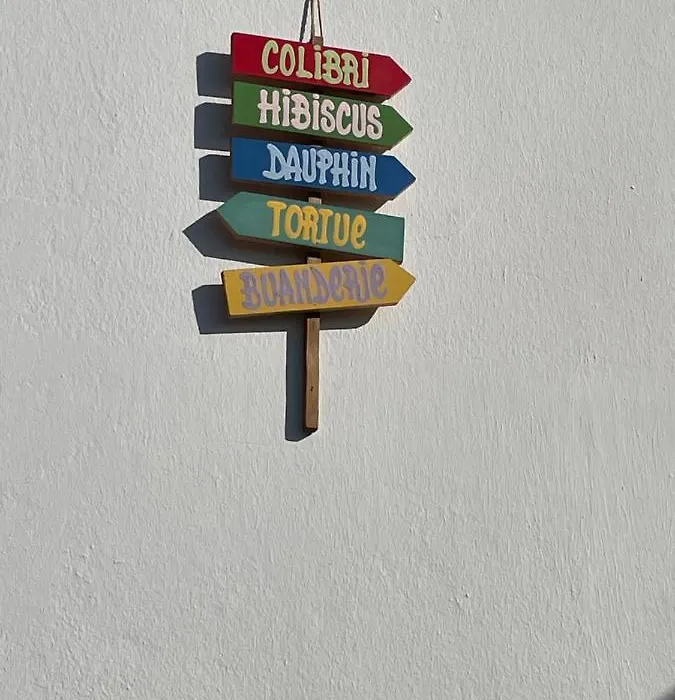 COLiBRi
HiBiSCUS
DAUPHiN
TORTUe
BUANDeRie